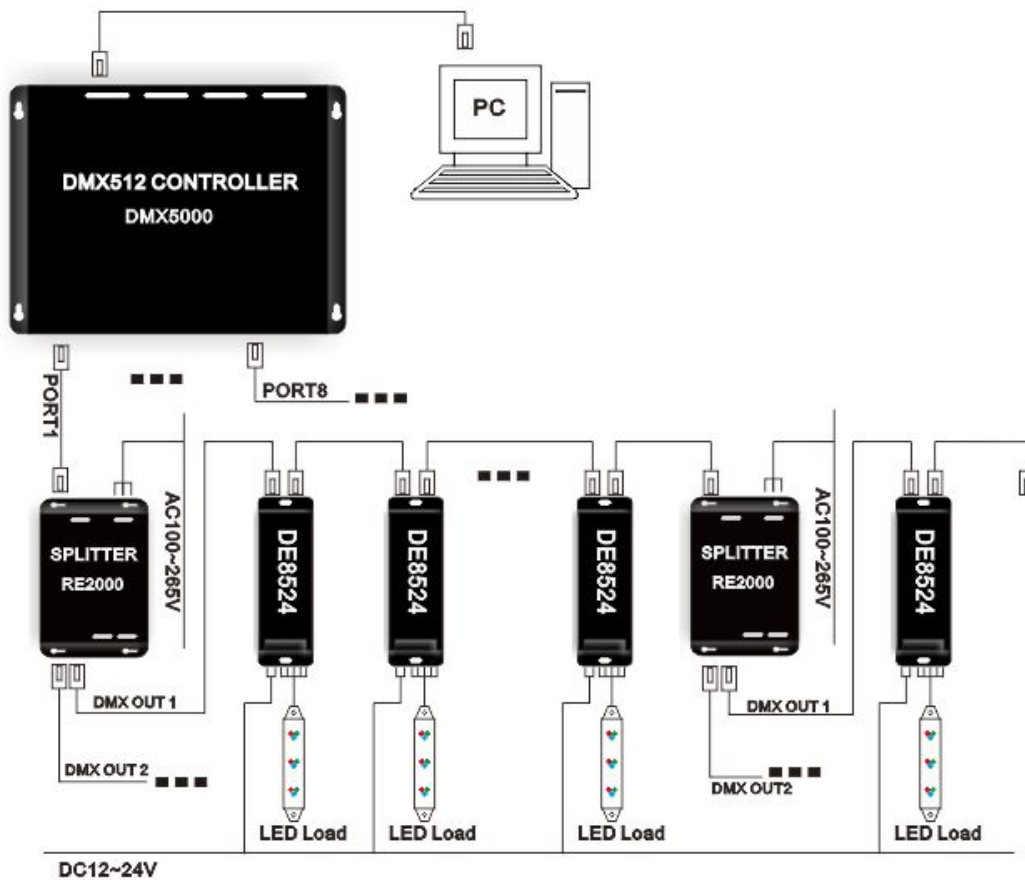 PC
DMX512 CONTROLLER
DMX5000
PORT1
PORT8
AC100~265V
AC100~265V
SPLITTER
RE2000
DE8524
DE8524
DE8524
SPLITTER
RE2000
DE8524
DMX OUT 1
DMX OUT 2
DMX OUT 1
DMX OUT2
LED Load
LED Load
LED Load
LED Load
DC12~24V